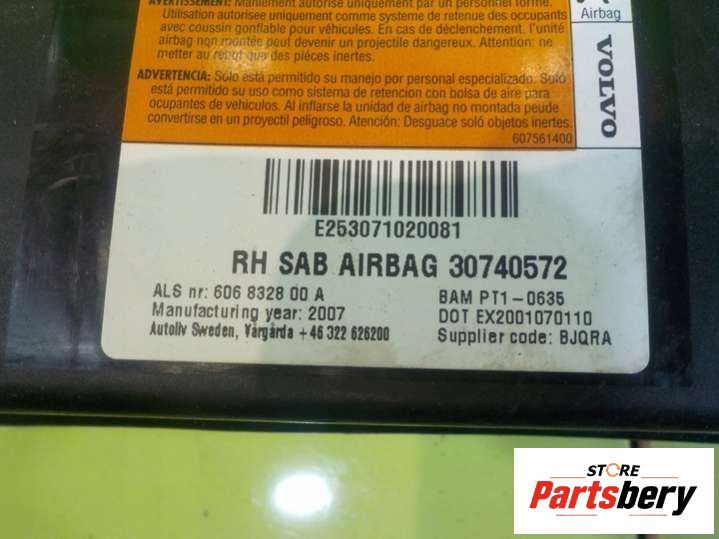 AVERTISSEMENT: Maniement autorisé uniquement par un personnel formé.
Utilisation autorisee uniquement comme système de retenue des occupants
avec coussin gonflable pour véhicules. En cas de déclenchement, l'unité
airbag non montée peut devenir un projectile dangereux. Attention: ne
metter au rebut que des pièces inertes.
ADVERTENCIA: Sólo está permitido su manejo por personal especializado. Suló
está permitido su uso como sistema de retencion con bolsa de aire para
ocupantes de vehículos. Al inflarse la unidad de airbag no montada peude
convertirse en un proyectil peligroso. Atención: Desguace soló objetos inertes.
607561400
Airbag
VOLVO
E253071020081
RH SAB AIRBAG 30740572
ALS nr: 606 8328 00 A
BAM PT1-0635
Manufacturing year: 2007
DOT EX2001070110
Autoliv Sweden, Vårgårda +46 322 626200
Supplier code: BJQRA
STORE
Partsbery